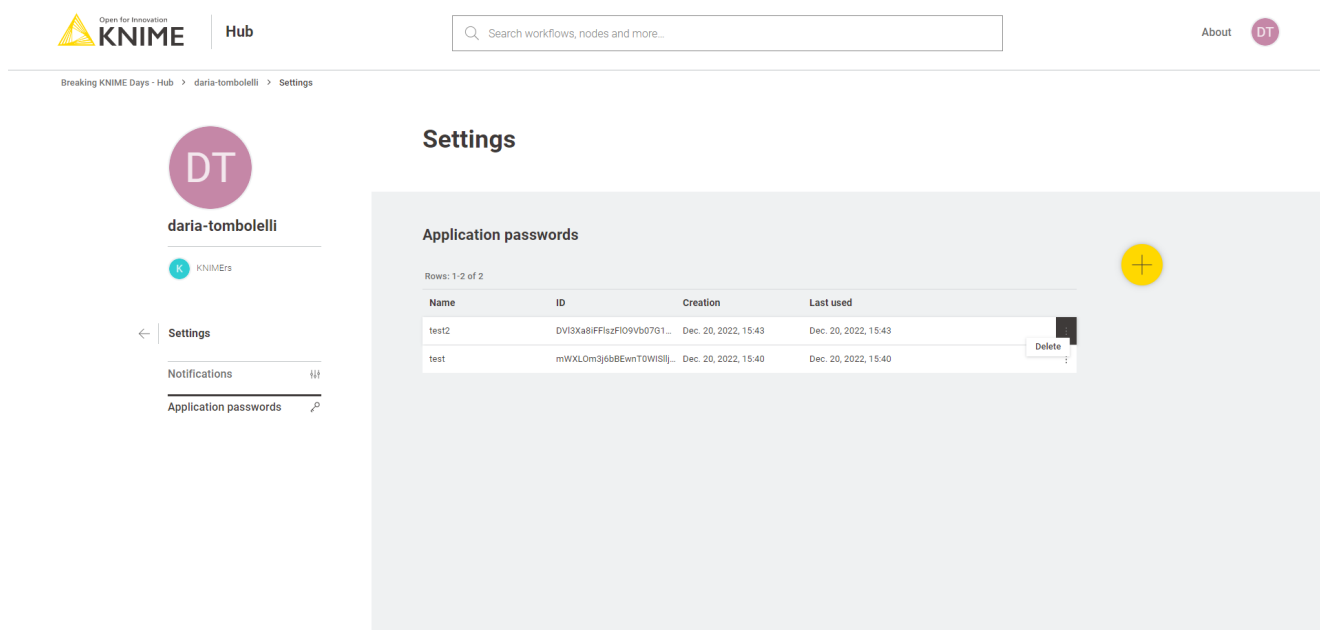 Open for Innovation
KNIME
Hub
Search workflows, nodes and more...
About
DT
Breaking KNIME Days - Hub > daria-tombolelli > Settings
DT
daria-tombolelli
K KNIMErs
Settings
Notifications
Application passwords
Settings
Application passwords
Rows: 1-2 of 2
Name ID Creation Last used
test2 DVl3Xa8iFFlszFlO9Vb07G1... Dec. 20, 2022, 15:43 Dec. 20, 2022, 15:43
Delete
test mWXLOm3j6bBEwnT0WISllj... Dec. 20, 2022, 15:40 Dec. 20, 2022, 15:40